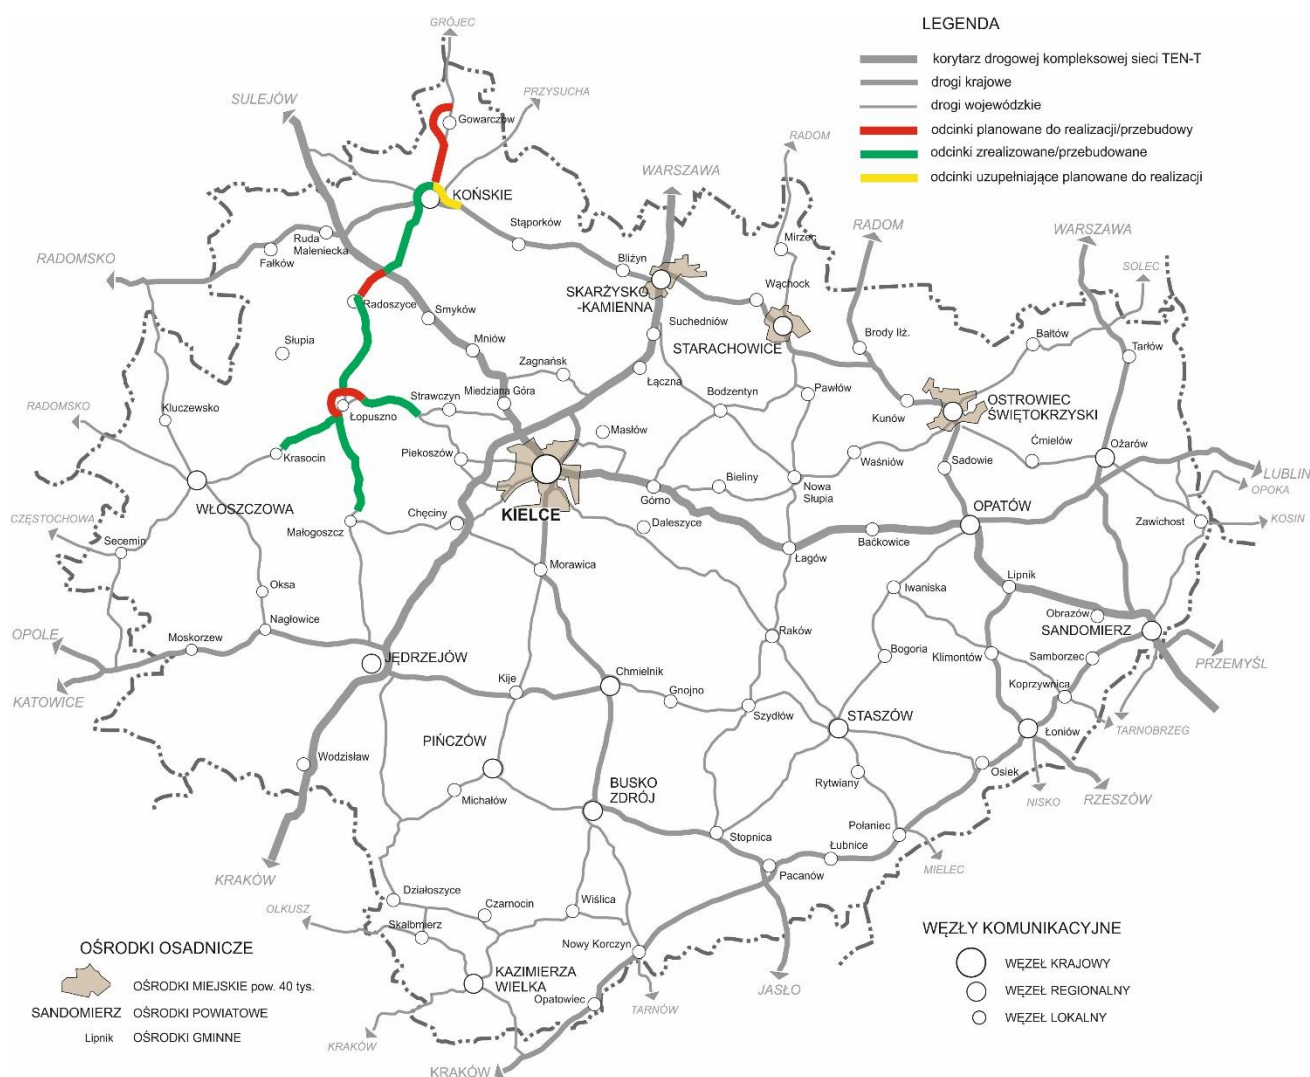 GRÓJEC
LEGENDA
korytarz drogowej kompleksowej sieci TEN-T
drogi krajowe
drogi wojewódzkie
odcinki planowane do realizacji/przebudowy
odcinki zrealizowane/przebudowane
odcinki uzupełniające planowane do realizacji
SULEJÓW
PRZYSUCHA
Gowarczów
RADOM
WARSZAWA
KOŃSKIE
Stąporków
Ruda
Maleniecka
Fałków
RADOMSKO
Mirzec
RADOM
WARSZAWA
SOLEC
Bliżyn
SKARŻYSKO
-KAMIENNA
Wąchock
Radoszyce
Smyków
Suchedniów
STARACHOWICE
Brody Iłż.
Bałtów
Tarłów
Słupia
Mniów
Zagnańsk
Łączna
Miedziana Góra
Bodzentyn
Pawłów
Strawczyn
RADOMSKO
Kluczewsko
Łopuszno
Kunów
OSTROWIEC
ŚWIĘTOKRZYSKI
Masłów
Krasocin
Piekoszów
Waśniów
Sadowie
Ćmielów
Ożarów
LUBLIN
OPOKA
WŁOSZCZOWA
KIELCE
Górno
Bieliny
Nowa
Słupia
OPATÓW
Zawichost
KOSIN
CZĘSTOCHOWA
Secemin
Małogoszcz
Chęciny
Daleszyce
Łagów
Baćkowice
Morawica
Oksa
Iwaniska
Lipnik
Obrazów
SANDOMIERZ
OPOLE
Moskorzew
Nagłowice
Raków
Bogoria
Klimontów
Samborzec
PRZEMYŚL
KATOWICE
JĘDRZEJÓW
Kije
Chmielnik
Gnojno
Koprzywnica
Szydłów
STASZÓW
Łoniów
TARNOBRZEG
PIŃCZÓW
Wodzisław
Michałów
BUSKO
ZDRÓJ
Rytwiany
Osiek
NISKO
RZESZÓW
Stopnica
Połaniec
Łubnice
MIELEC
KRAKÓW
Pacanów
Działoszyce
OLKUSZ
Czarnocin
Wiślica
Skalbmierz
Nowy Korczyn
KAZIMIERZA
WIELKA
Opatowiec
TARNÓW
JASŁO
KRAKÓW
KRAKÓW
OŚRODKI OSADNICZE
OŚRODKI MIEJSKIE pow. 40 tys.
SANDOMIERZ OŚRODKI POWIATOWE
Lipnik OŚRODKI GMINNE
WĘZŁY KOMUNIKACYJNE
WĘZEŁ KRAJOWY
WĘZEŁ REGIONALNY
WĘZEŁ LOKALNY